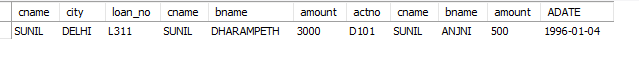 cname city loan_no cname bname amount actno cname bname amount ADATE
SUNIL DELHI L311 SUNIL DHARAMPETH 3000 D101 SUNIL ANJNI 500 1996-01-04